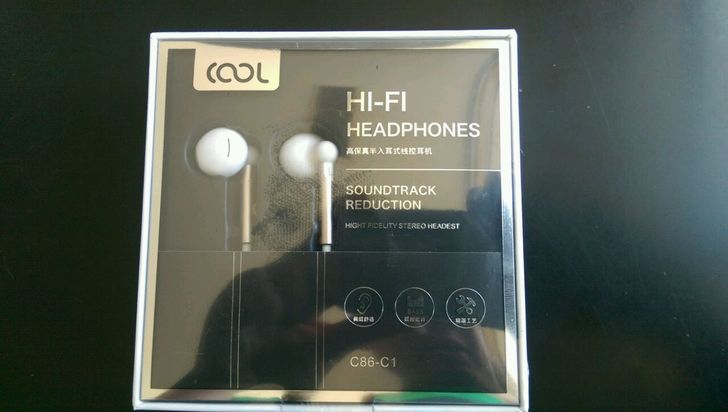 COOL
HI-FI
HEADPHONES
高保真半入耳式线控耳机
SOUNDTRACK
REDUCTION
HIGHT FIDELITY STEREO HEADEST
BASS
C86-C1